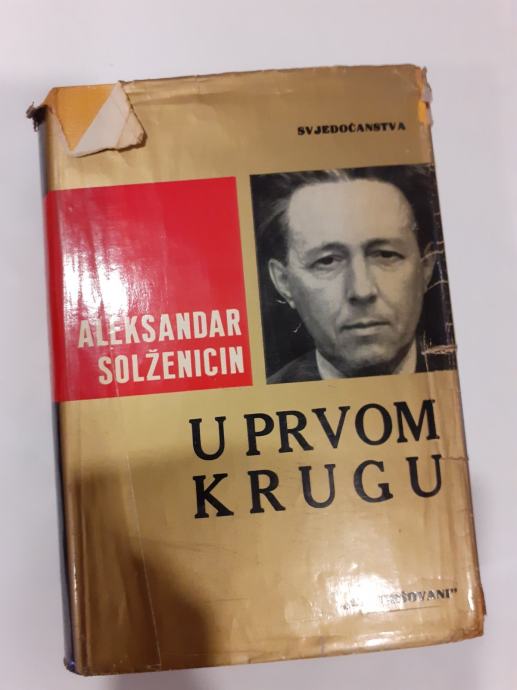 SVJEDOČANSTVA
ALEKSANDAR
SOLŽENICIN
U PRVOM
KRUGU